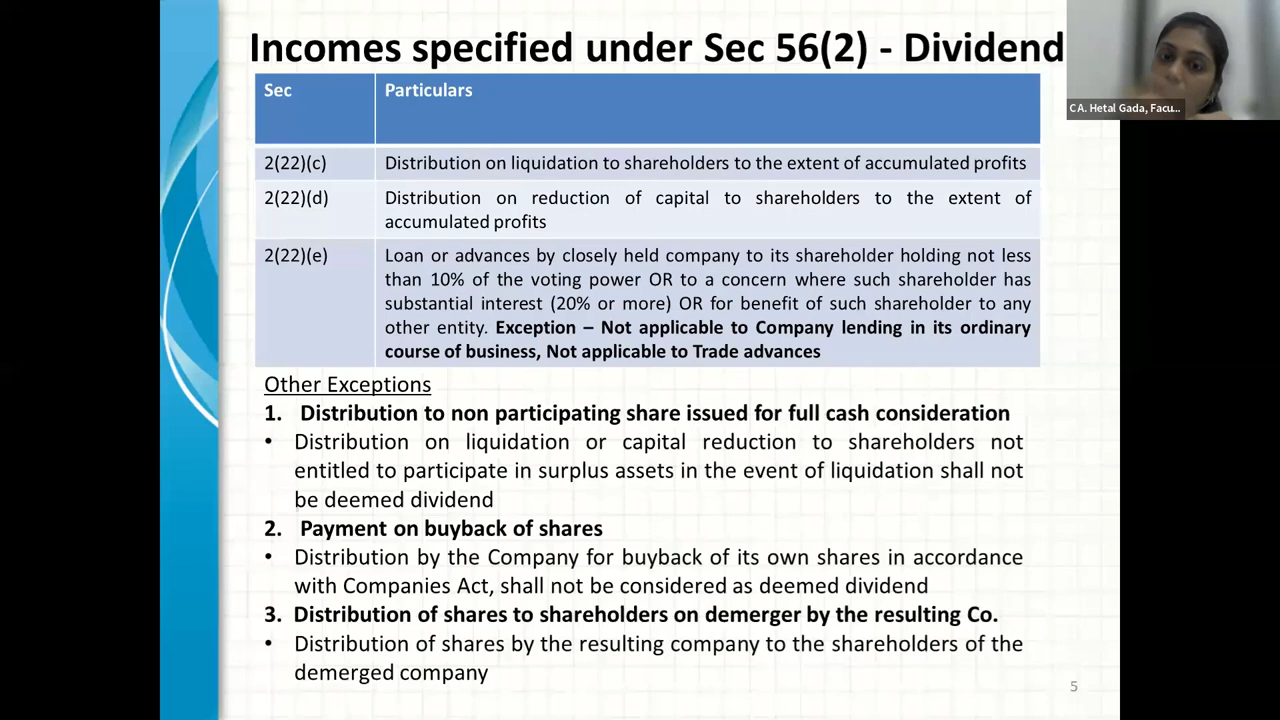 Incomes specified under Sec 56(2) - Dividend
CA. Hetal Gada, Facu...
Sec Particulars
2(22)(c) Distribution on liquidation to shareholders to the extent of accumulated profits
2(22)(d) Distribution on reduction of capital to shareholders to the extent of
accumulated profits
2(22)(e) Loan or advances by closely held company to its shareholder holding not less
than 10% of the voting power OR to a concern where such shareholder has
substantial interest (20% or more) OR for benefit of such shareholder to any
other entity. Exception – Not applicable to Company lending in its ordinary
course of business, Not applicable to Trade advances
Other Exceptions
1. Distribution to non participating share issued for full cash consideration
• Distribution on liquidation or capital reduction to shareholders not
entitled to participate in surplus assets in the event of liquidation shall not
be deemed dividend
2. Payment on buyback of shares
• Distribution by the Company for buyback of its own shares in accordance
with Companies Act, shall not be considered as deemed dividend
3. Distribution of shares to shareholders on demerger by the resulting Co.
• Distribution of shares by the resulting company to the shareholders of the
demerged company
5